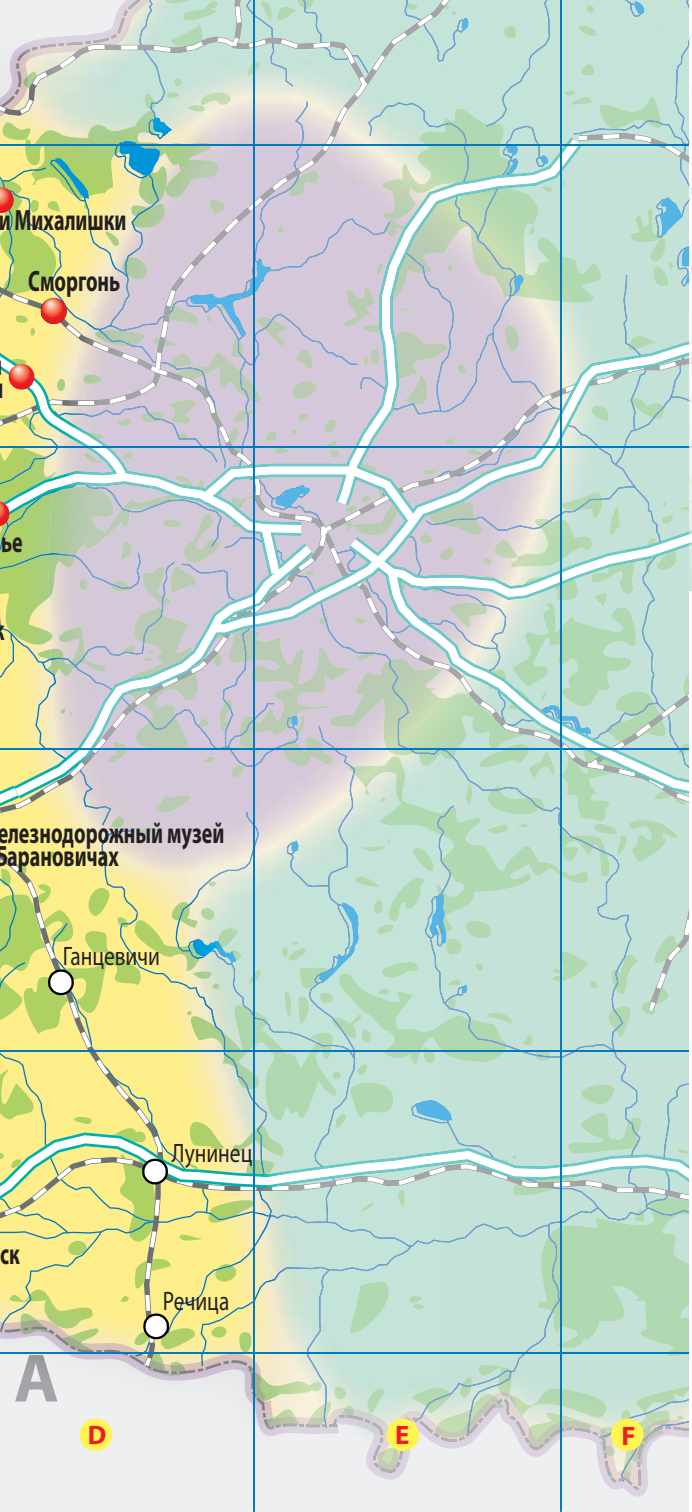 и Михалишки
Сморгонь
ье
елезнодорожный музей
Барановичах
Ганцевичи
Лунинец
ск
Речица
A
D
E
F